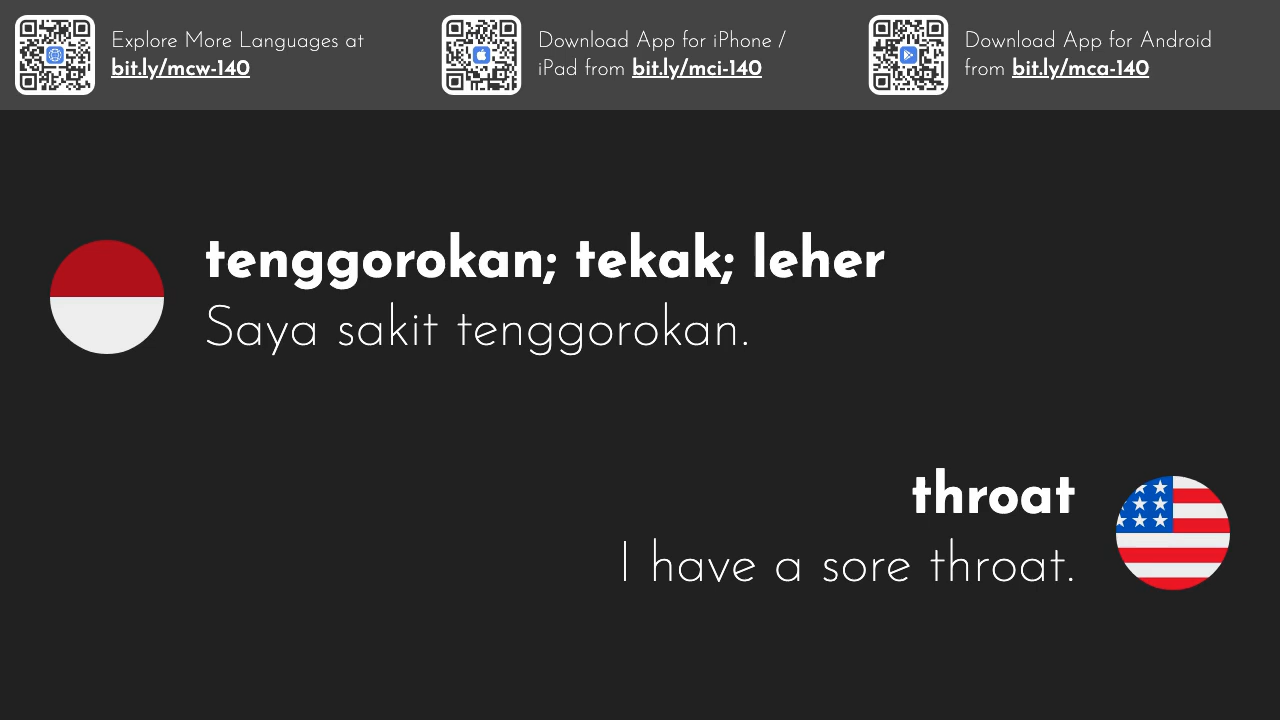 Explore More Languages at
bit.ly/mcw-140
Download App for iPhone /
iPad from bit.ly/mci-140
Download App for Android
from bit.ly/mca-140
tenggorokan; tekak; leher
Saya sakit tenggorokan.
throat
I have a sore throat.